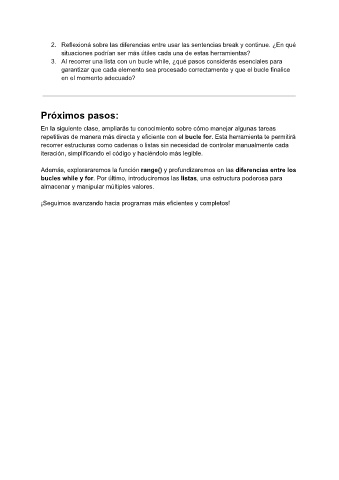 2. Reflexioná sobre las diferencias entre usar las sentencias break y continue. ¿En qué
situaciones podrían ser más útiles cada una de estas herramientas?
3. Al recorrer una lista con un bucle while, ¿qué pasos considerás esenciales para
garantizar que cada elemento sea procesado correctamente y que el bucle finalice
en el momento adecuado?
Próximos pasos:
En la siguiente clase, ampliarás tu conocimiento sobre cómo manejar algunas tareas
repetitivas de manera más directa y eficiente con el bucle for. Esta herramienta te permitirá
recorrer estructuras como cadenas o listas sin necesidad de controlar manualmente cada
iteración, simplificando el código y haciéndolo más legible.
Además, explorararemos la función range() y profundizaremos en las diferencias entre los
bucles while y for. Por último, introduciremos las listas, una estructura poderosa para
almacenar y manipular múltiples valores.
¡Seguimos avanzando hacia programas más eficientes y completos!